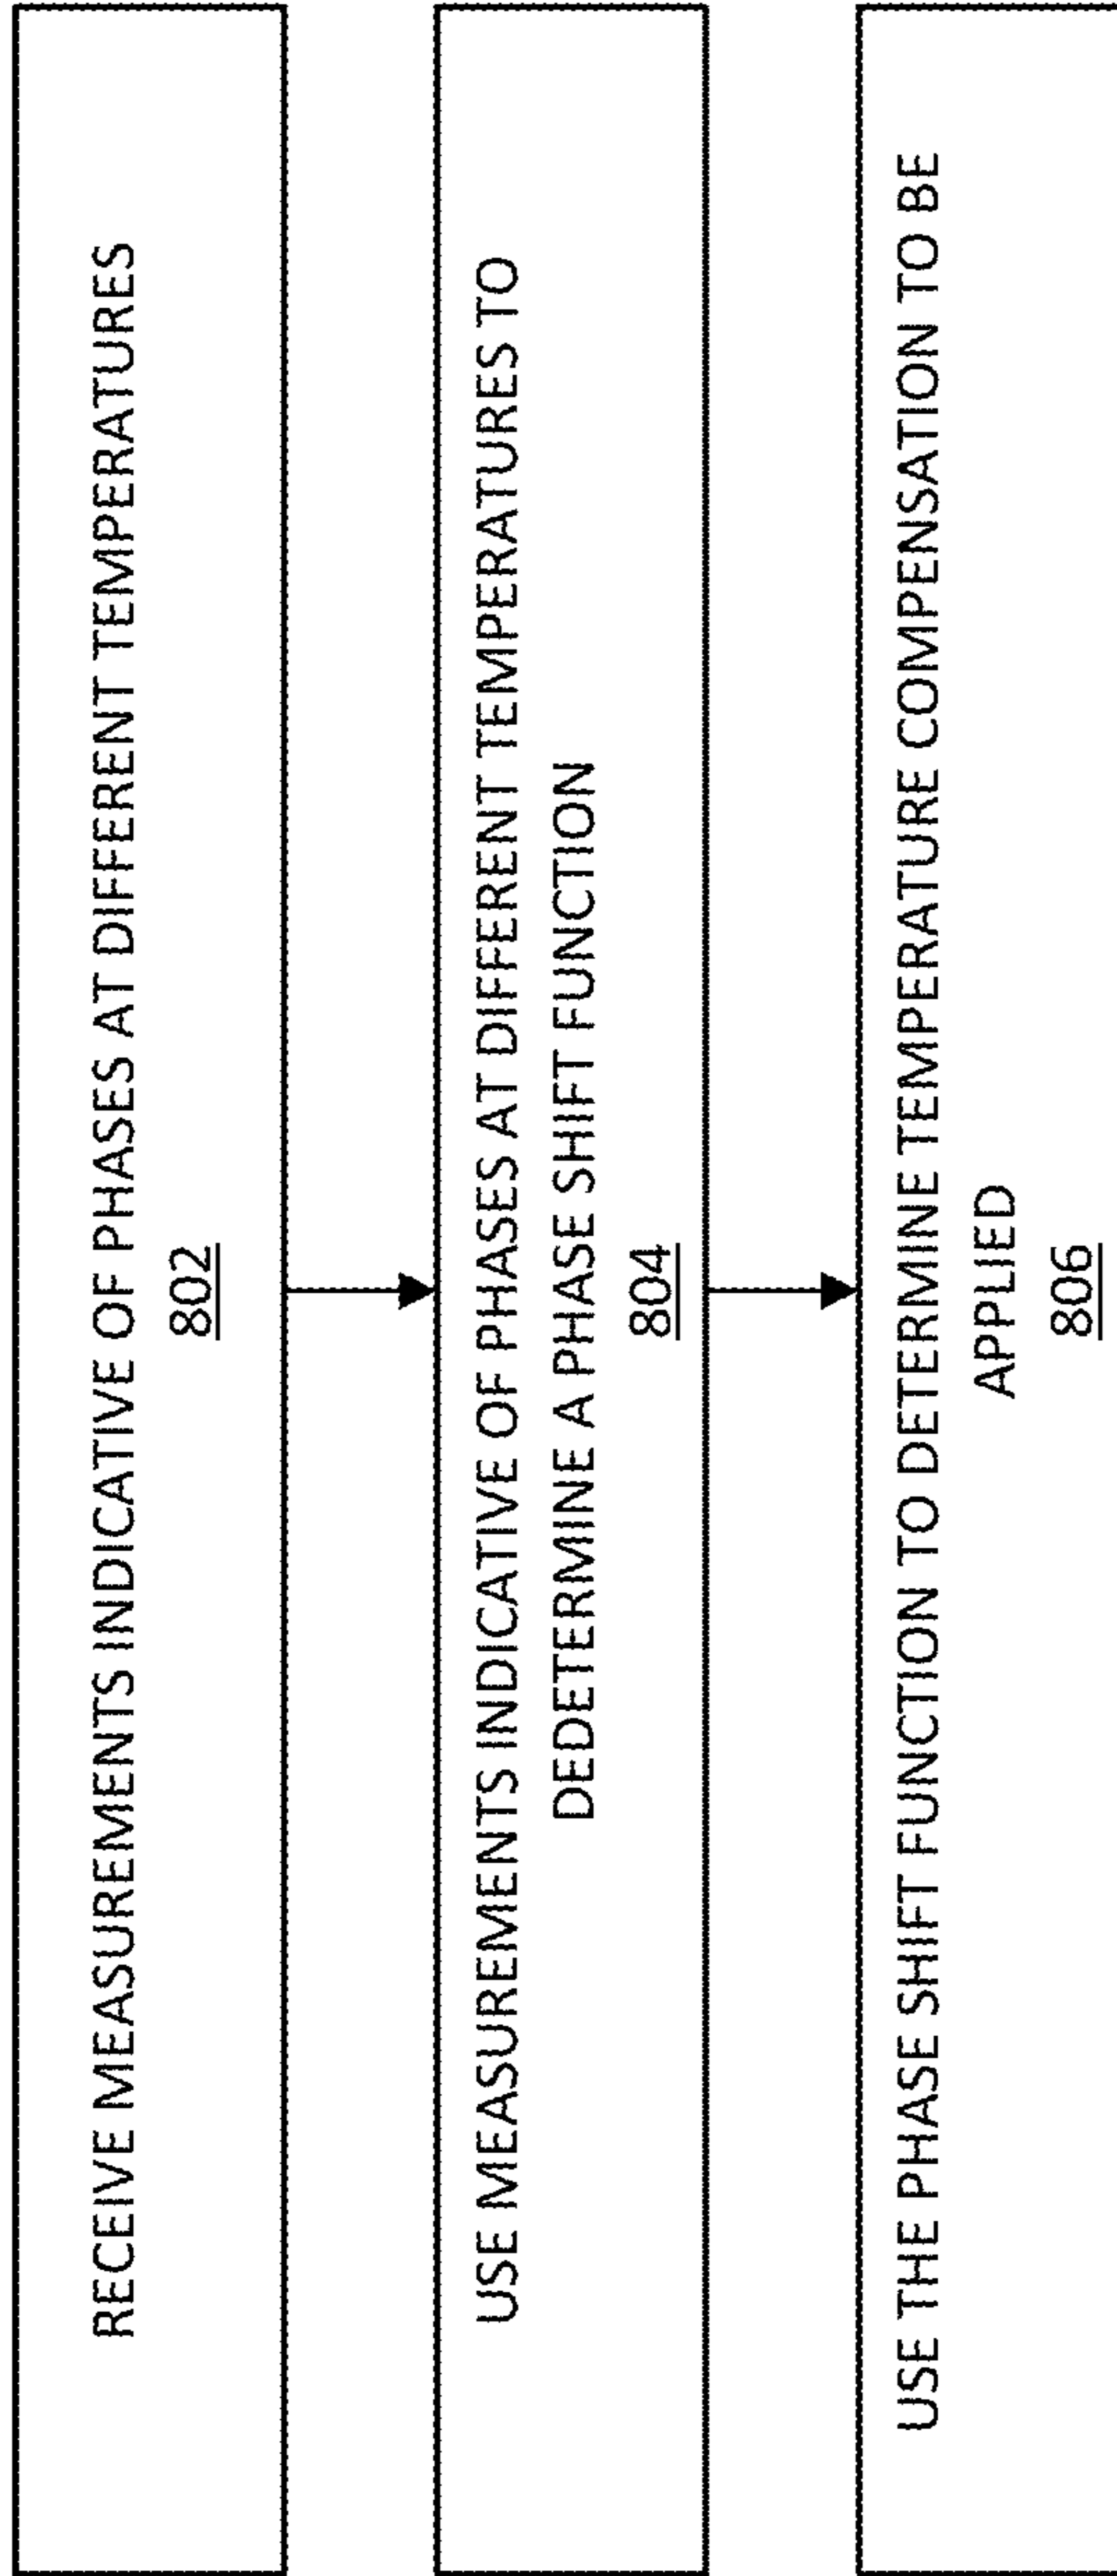 RECEIVE MEASUREMENTS INDICATIVE OF PHASES AT DIFFERENT TEMPERATURES
802
USE MEASUREMENTS INDICATIVE OF PHASES AT DIFFERENT TEMPERATURES TO
DEDETERMINE A PHASE SHIFT FUNCTION
804
USE THE PHASE SHIFT FUNCTION TO DETERMINE TEMPERATURE COMPENSATION TO BE
APPLIED
806